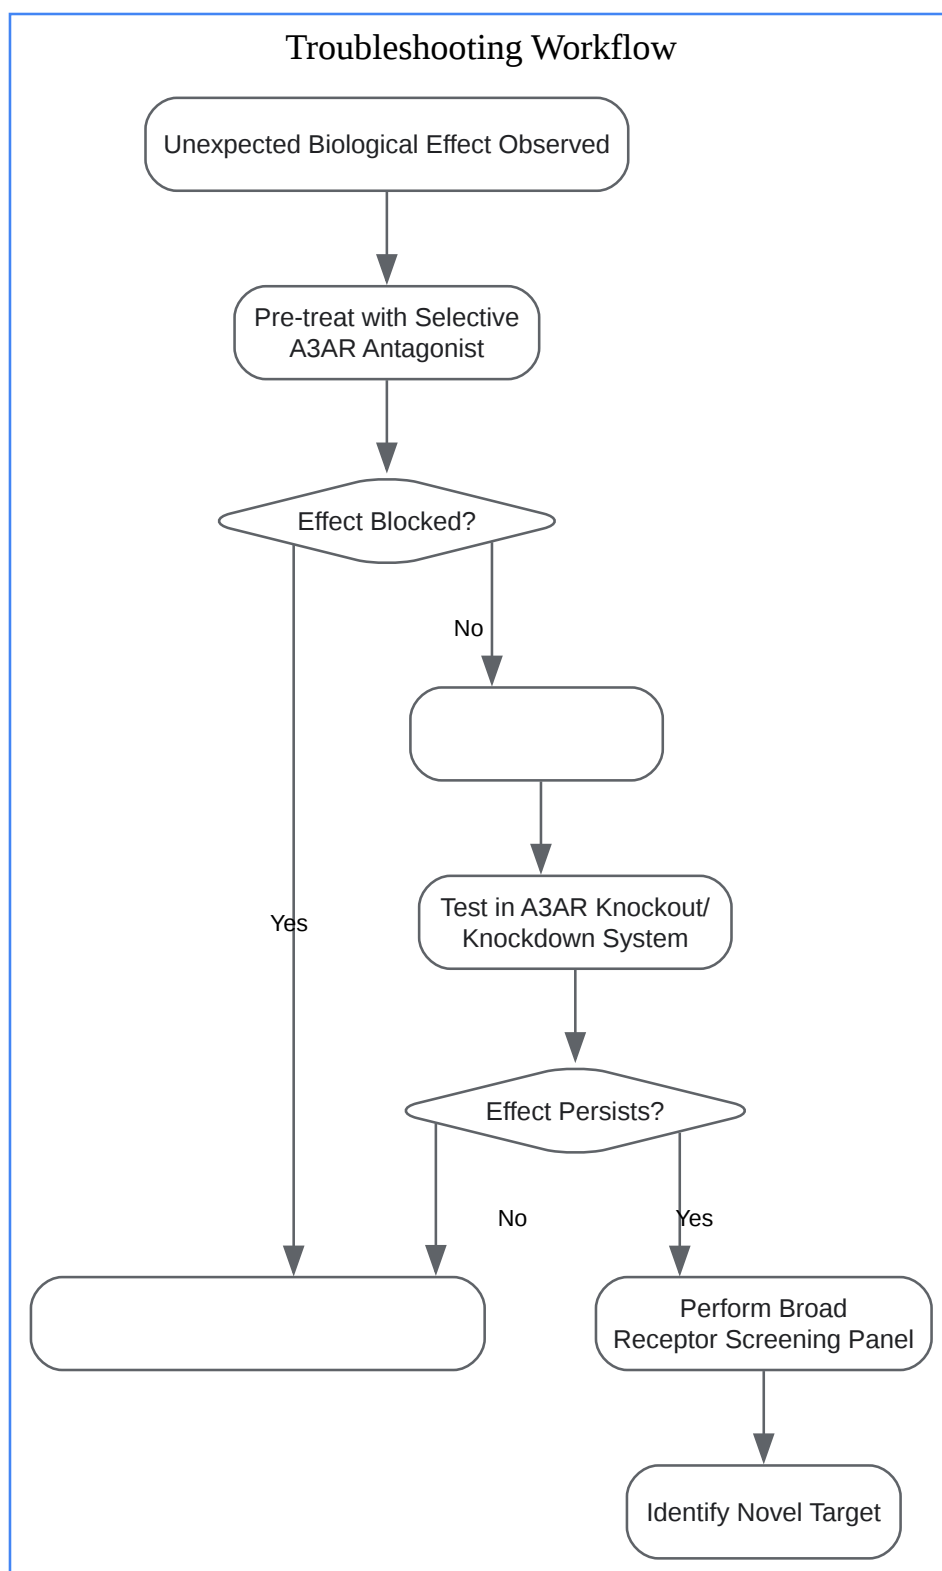 Troubleshooting Workflow
Unexpected Biological Effect Observed
Pre-treat with Selective
A3AR Antagonist
Effect Blocked?
No
Test in A3AR Knockout/
Knockdown System
Yes
Effect Persists?
No
Yes
Perform Broad
Receptor Screening Panel
Identify Novel Target